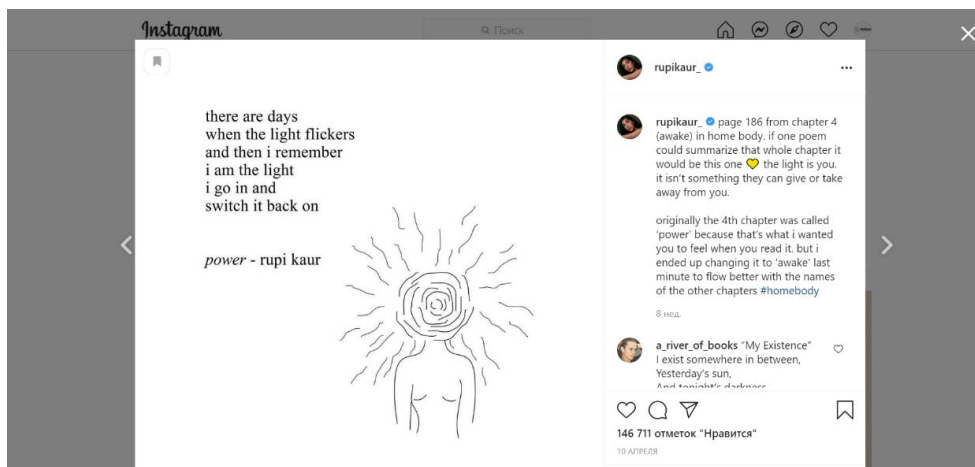 Instagram
Поиск
there are days
when the light flickers
and then i remember
i am the light
i go in and
switch it back on
power - rupi kaur
rupikaur_
rupikaur_ page 186 from chapter 4
(awake) in home body. if one poem
could summarize that whole chapter it
would be this one 💛 the light is you.
it isn't something they can give or take
away from you.
originally the 4th chapter was called
'power' because that's what i wanted
you to feel when you read it. but i
ended up changing it to 'awake' last
minute to flow better with the names
of the other chapters #homebody
8 нед.
a_river_of_books "My Existence"
I exist somewhere in between,
Yesterday's sun,
And tonight's darkness
146 711 отметок "Нравится"
10 АПРЕЛЯ